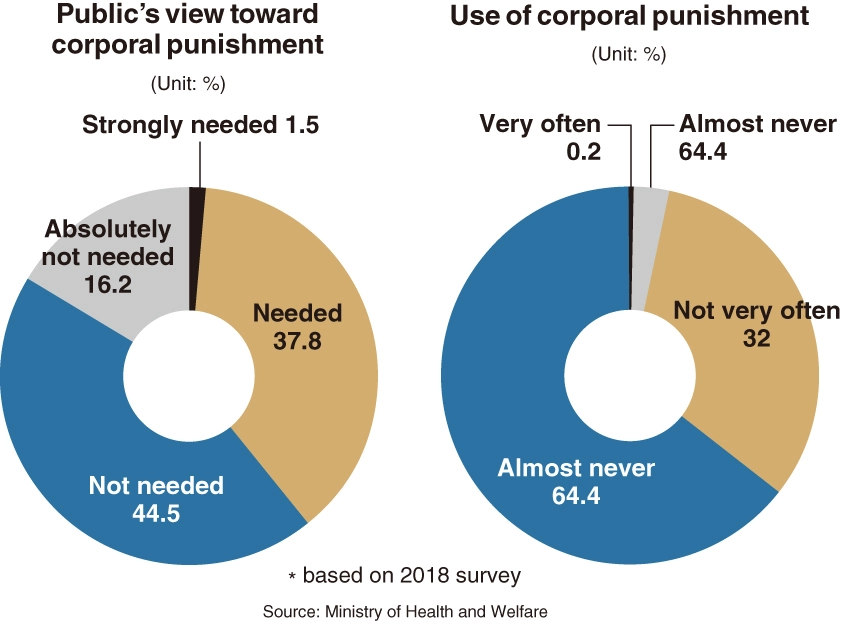 Public's view toward
corporal punishment
(Unit: %)
Strongly needed 1.5
Absolutely
not needed
16.2
Needed
37.8
Not needed
44.5
Use of corporal punishment
(Unit: %)
Very often
0.2
Almost never
64.4
Not very often
32
Almost never
64.4
* based on 2018 survey
Source: Ministry of Health and Welfare